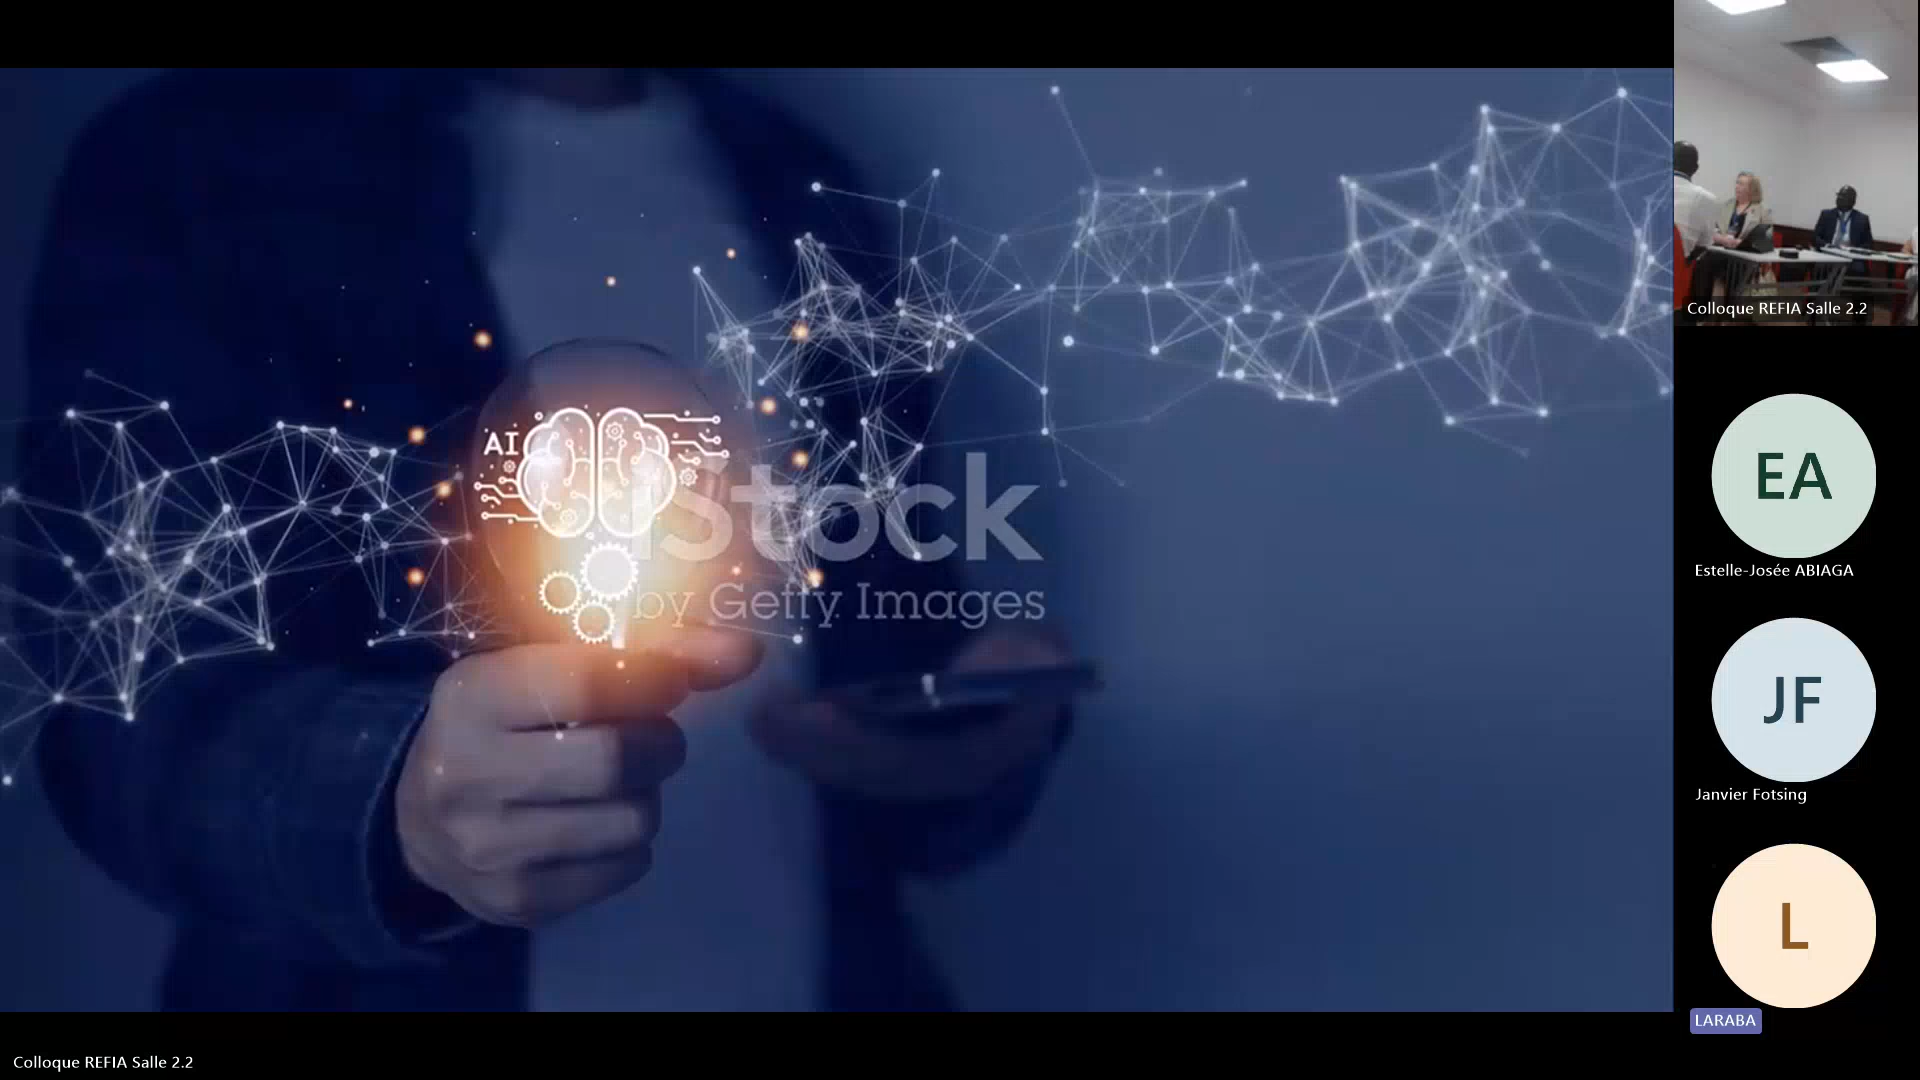 AI
iStock
by Getty Images
Colloque REFIA Salle 2.2
EA
Estelle-Josée ABIAGA
JF
Janvier Fotsing
L
LARABA
Colloque REFIA Salle 2.2